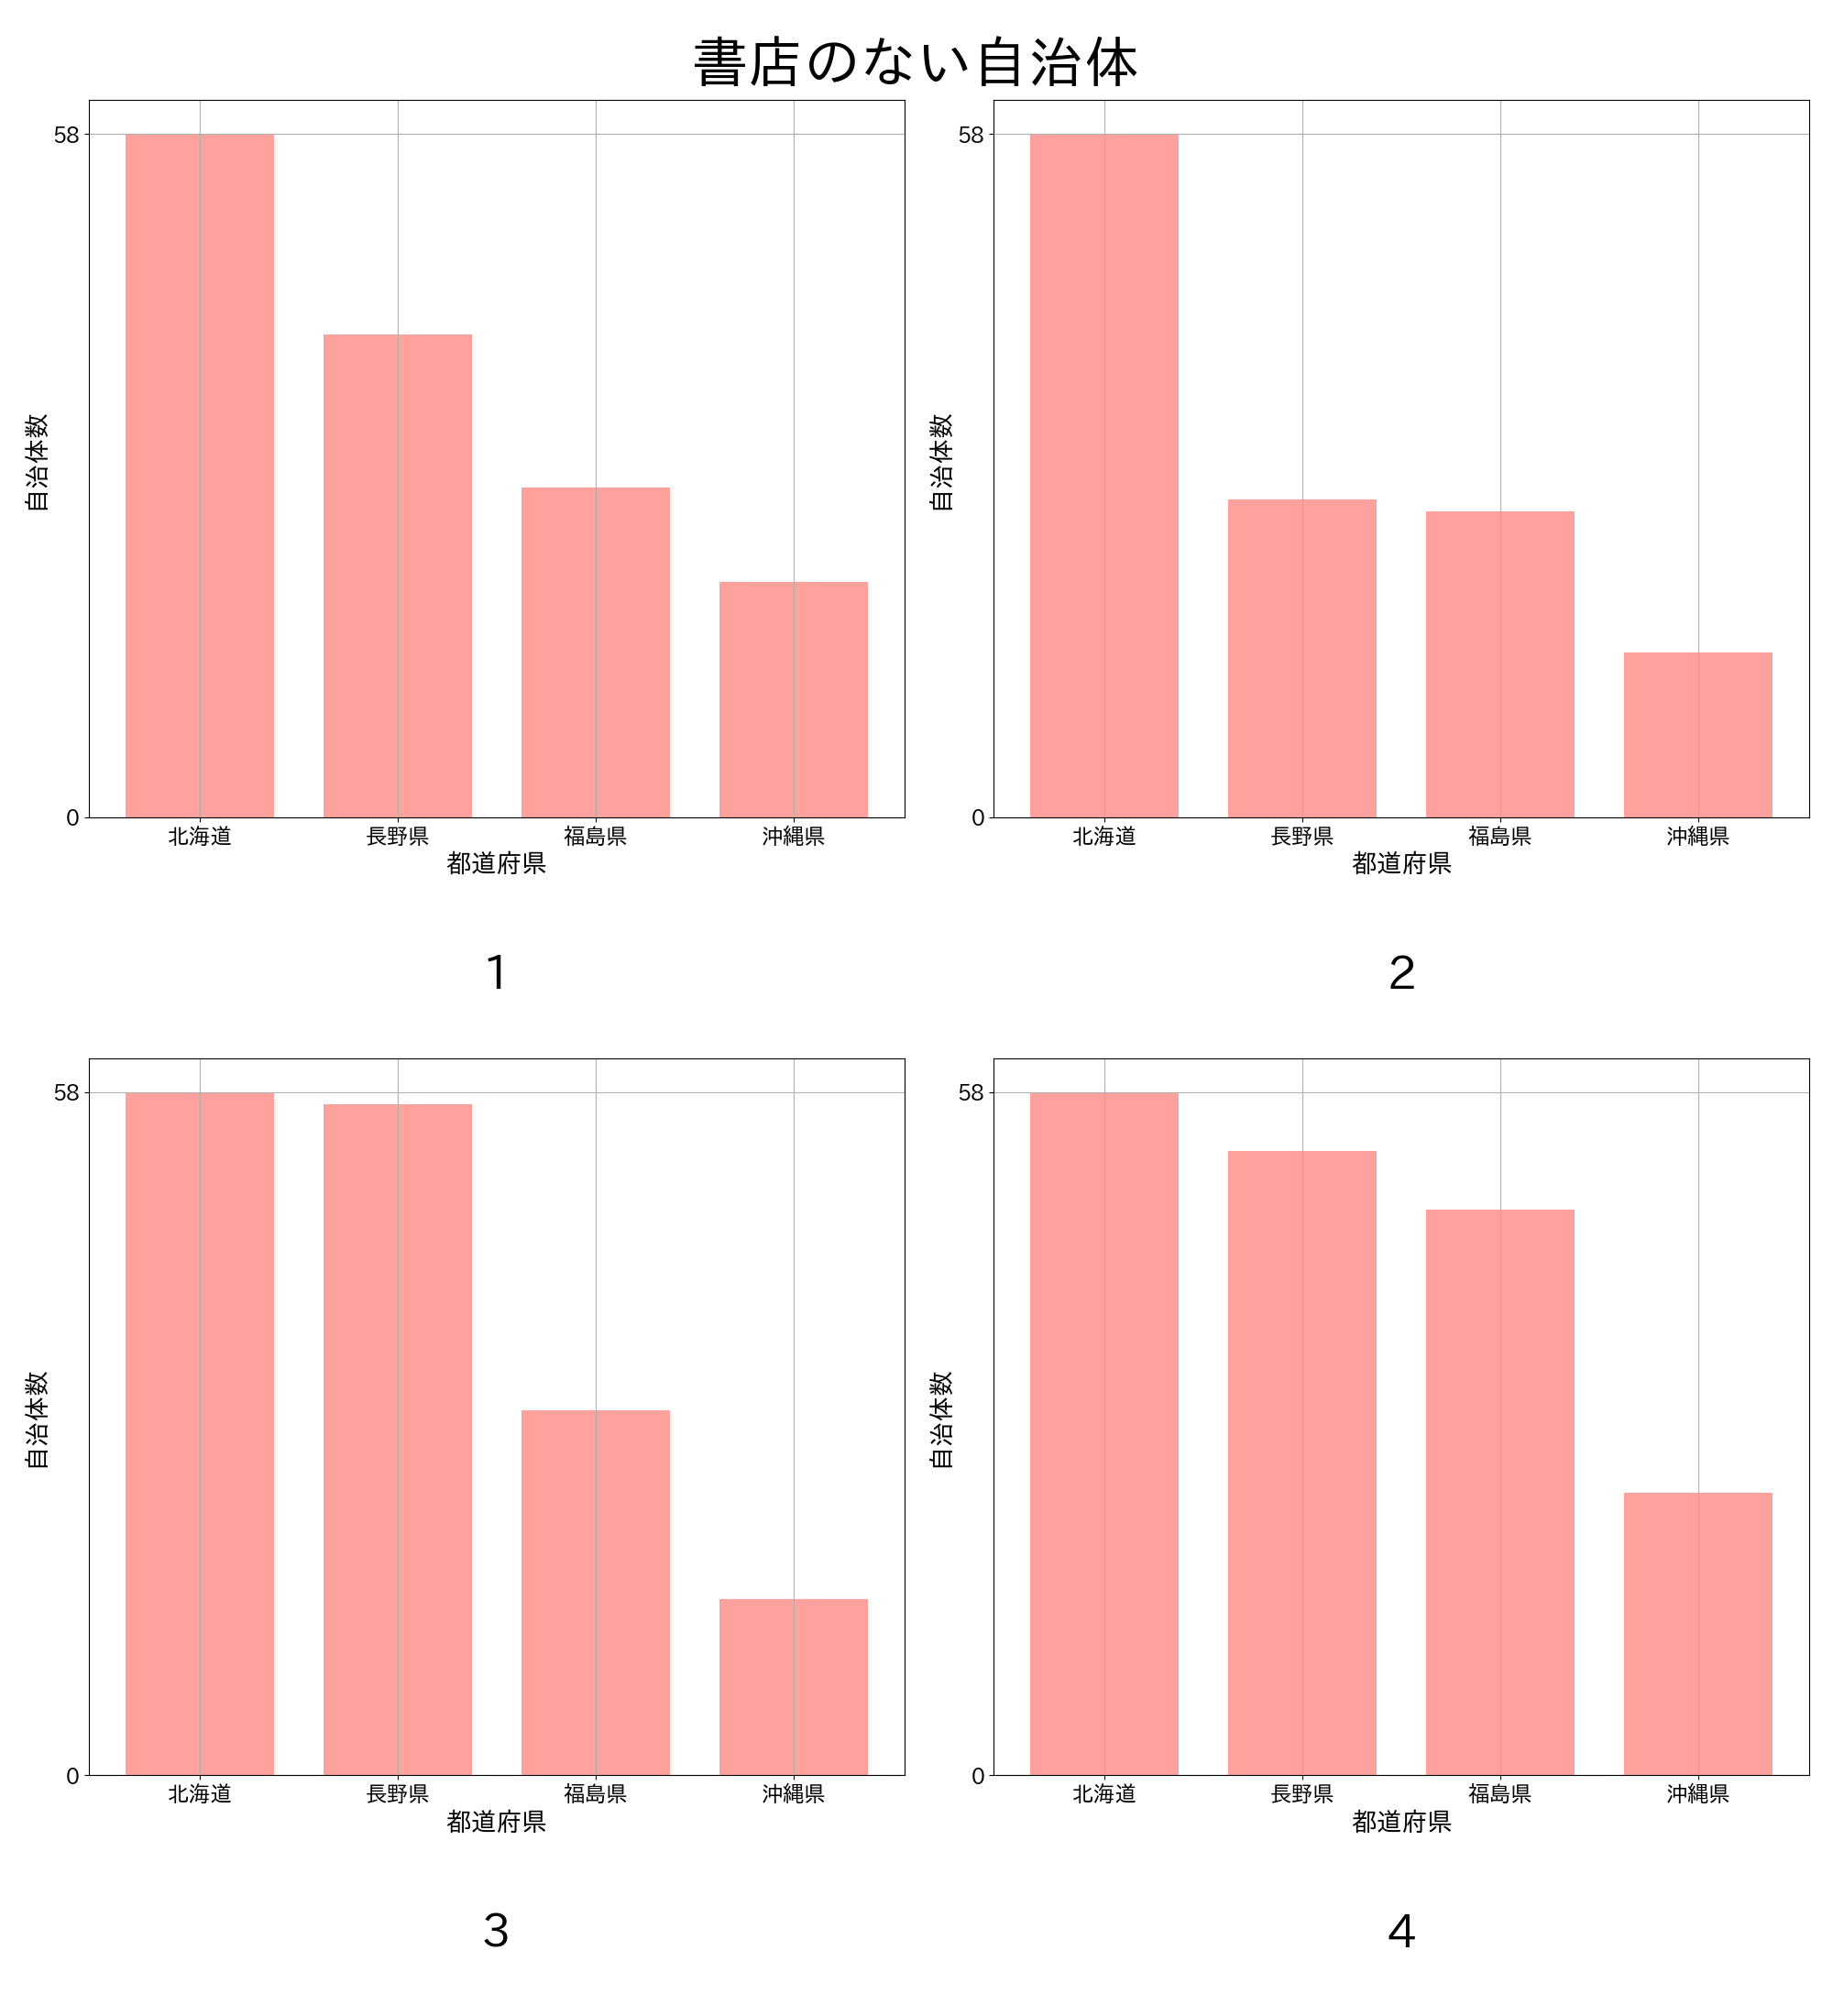 書店のない自治体
58
0
自治体数
北海道 長野県 福島県 沖縄県
都道府県
1
58
0
自治体数
北海道 長野県 福島県 沖縄県
都道府県
2
58
0
自治体数
北海道 長野県 福島県 沖縄県
都道府県
3
58
0
自治体数
北海道 長野県 福島県 沖縄県
都道府県
4